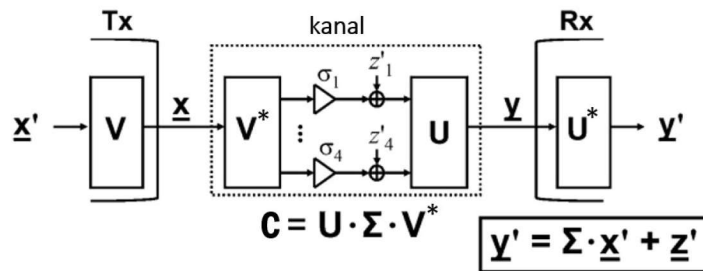 Tx kanal Rx
σ1 z'1
x' V x V* ... U y U* y'
σ4 z'4
C = U·Σ·V*
y' = Σ·x' + z'